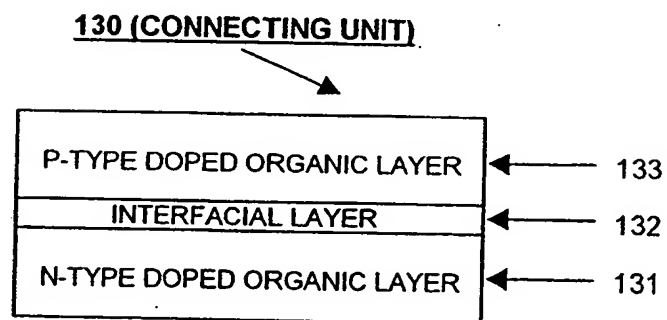 130 (CONNECTING UNIT)
P-TYPE DOPED ORGANIC LAYER 133
INTERFACIAL LAYER 132
N-TYPE DOPED ORGANIC LAYER 131